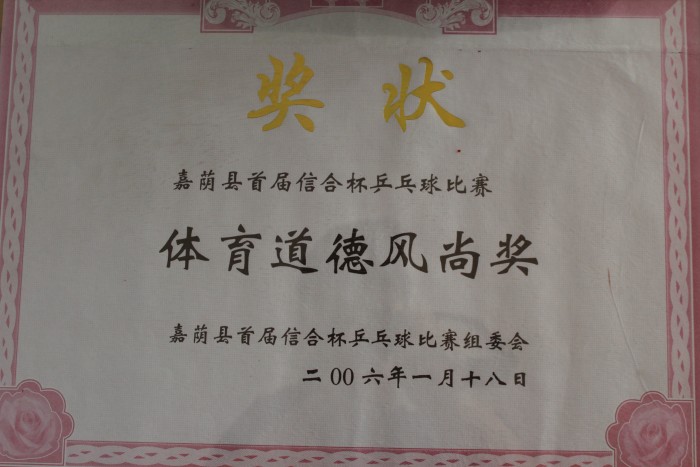 奖状
嘉荫县首届信合杯乒乓球比赛
体育道德风尚奖
嘉荫县首届信合杯乒乓球比赛组委会
二00六年一月十八日